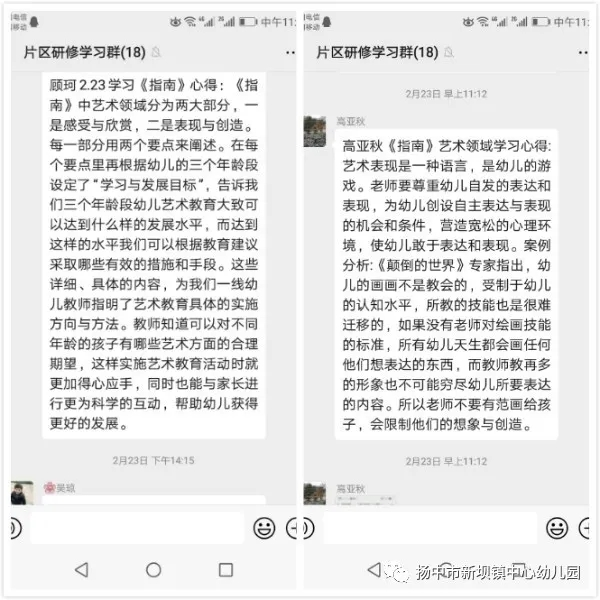 中午11:
片区研修学习群(18)
顾珂 2.23 学习《指南》心得：《指
南》中艺术领域分为两大部分，一
是感受与欣赏，二是表现与创造。
每一部分用两个要点来阐述。在每
个要点里再根据幼儿的三个年龄段
设定了“学习与发展目标”，告诉我
们三个年龄段幼儿艺术教育大致可
以达到什么样的发展水平，而达到
这样的水平我们可以根据教育建议
采取哪些有效的措施和手段。这些
详细、具体的内容，为我们一线幼
儿教师指明了艺术教育具体的实施
方向与方法。教师知道可以对不同
年龄的孩子有哪些艺术方面的合理
期望，这样实施艺术教育活动时就
更加得心应手，同时也能与家长进
行更为科学的互动，帮助幼儿获得
更好的发展。
2月23日 下午14:15
吴琼
中午11:
片区研修学习群(18)
2月23日 早上11:12
高亚秋
高亚秋《指南》艺术领域学习心得:
艺术表现是一种语言，是幼儿的游
戏。老师要尊重幼儿自发的表达和
表现，为幼儿创设自主表达与表现
的机会和条件，营造宽松的心理环
境，使幼儿敢于表达和表现。案例
分析:《颠倒的世界》专家指出，幼
儿的画画不是教会的，受制于幼儿
的认知水平，所教的技能也是很难
迁移的，如果没有老师对绘画技能
的标准，所有幼儿天生都会画任何
他们想表达的东西，而教师教再多
的形象也不可能穷尽幼儿所要表达
的内容。所以老师不要有范画给孩
子，会限制他们的想象与创造。
2月23日 早上11:12
高亚秋
扬中市新坝镇中心幼儿园